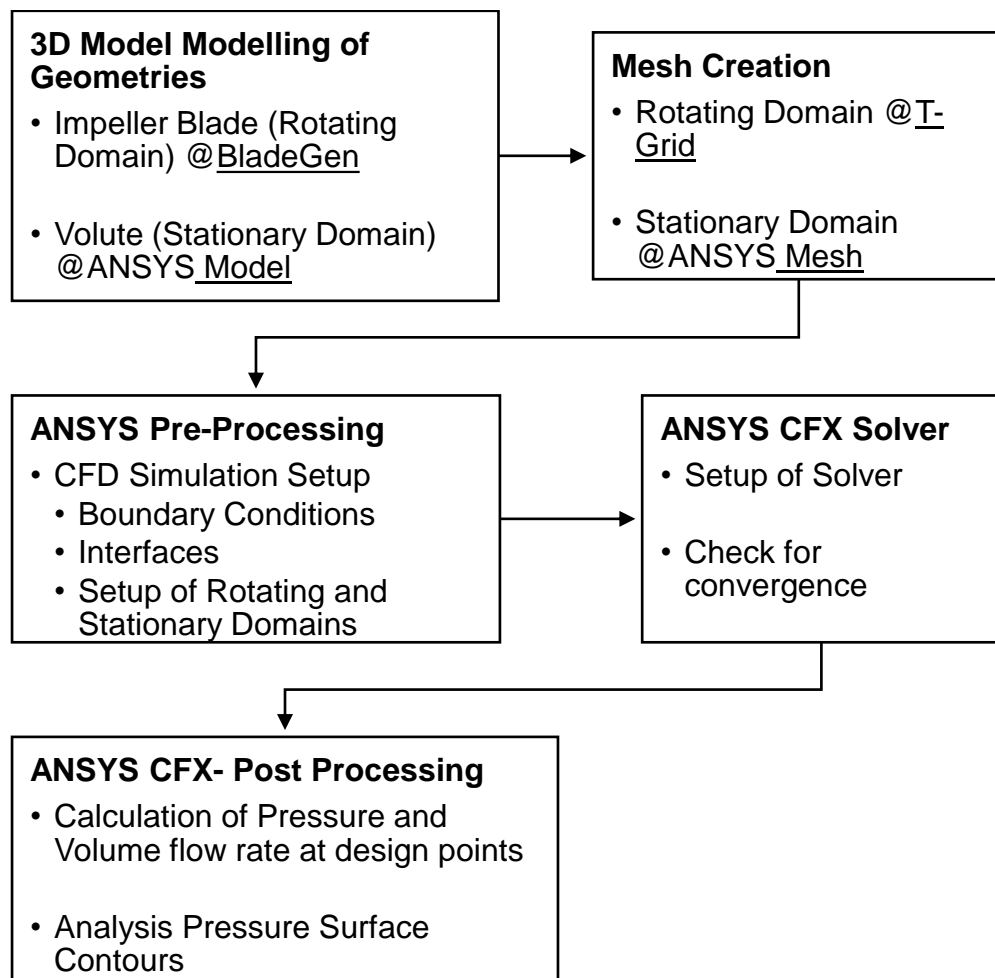 3D Model Modelling of
Geometries
• Impeller Blade (Rotating
Domain) @BladeGen
• Volute (Stationary Domain)
@ANSYS Model
Mesh Creation
• Rotating Domain @T-
Grid
• Stationary Domain
@ANSYS Mesh
ANSYS Pre-Processing
• CFD Simulation Setup
• Boundary Conditions
• Interfaces
• Setup of Rotating and
Stationary Domains
ANSYS CFX Solver
• Setup of Solver
• Check for
convergence
ANSYS CFX- Post Processing
• Calculation of Pressure and
Volume flow rate at design points
• Analysis Pressure Surface
Contours